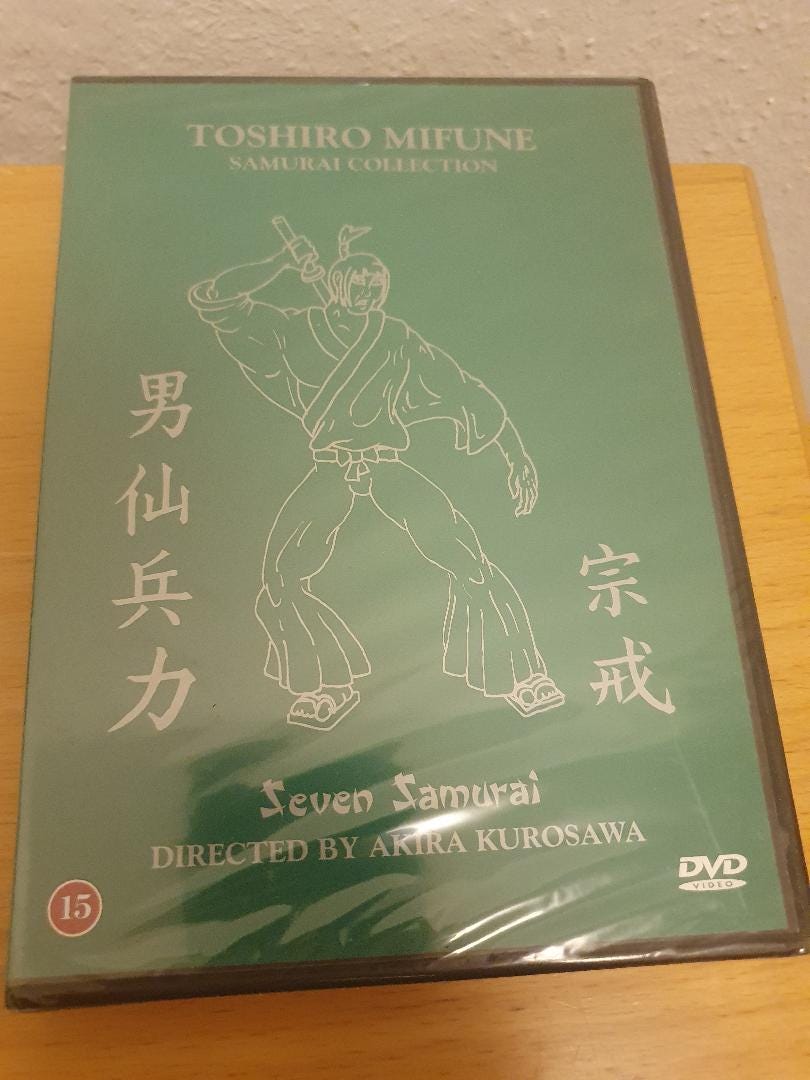 TOSHIRO MIFUNE
SAMURAI COLLECTION
男仙兵力
宗戒
Seven Samurai
DIRECTED BY AKIRA KUROSAWA
15
DVD
VIDEO